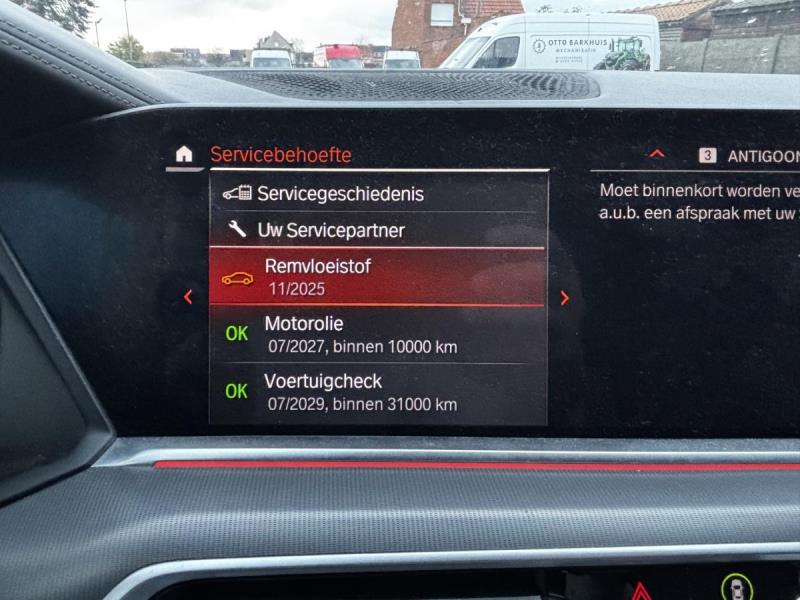 OTTO BARKHUIS
MECHANISATIE
Servicebehoefte
3 ANTIGOON
Servicegeschiedenis
Moet binnenkort worden ve
a.u.b. een afspraak met uw
Uw Servicepartner
Remvloeistof
11/2025
OK Motorolie
07/2027, binnen 10000 km
OK Voertuigcheck
07/2029, binnen 31000 km